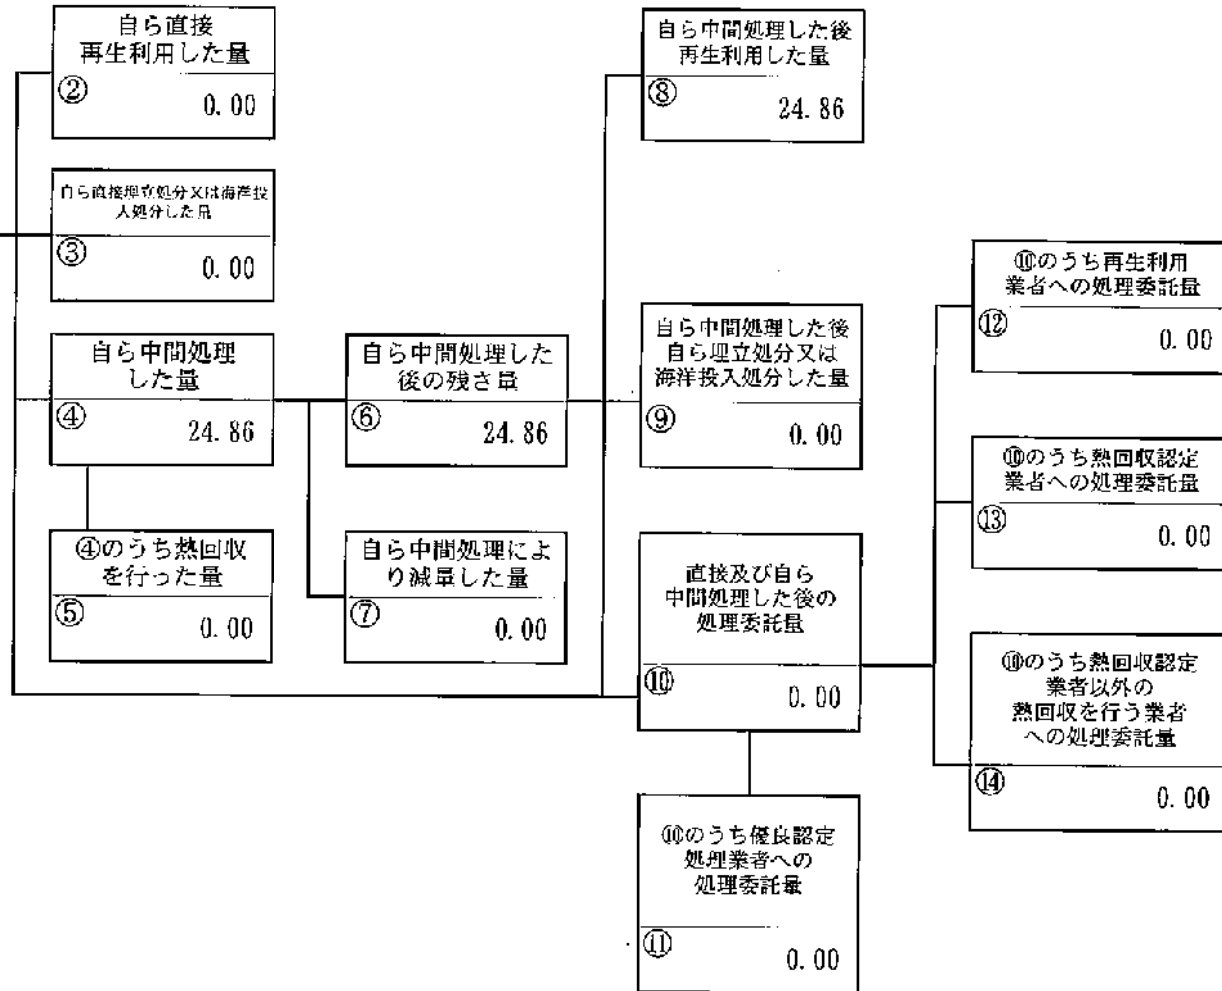 自ら直接
再生利用した量
②
0.00
自ら直接埋立処分又は海洋投
入処分した量
③
0.00
自ら中間処理
した量
④
24.86
④のうち熱回収
を行った量
⑤
0.00
自ら中間処理した
後の残さ量
⑥
24.86
自ら中間処理によ
り減量した量
⑦
0.00
自ら中間処理した後
再生利用した量
⑧
24.86
自ら中間処理した後
自ら埋立処分又は
海洋投入処分した量
⑨
0.00
直接及び自ら
中間処理した後の
処理委託量
⑩
0.00
⑩のうち優良認定
処理業者への
処理委託量
⑪
0.00
⑩のうち再生利用
業者への処理委託量
⑫
0.00
⑩のうち熱回収認定
業者への処理委託量
⑬
0.00
⑩のうち熱回収認定
業者以外の
熱回収を行う業者
への処理委託量
⑭
0.00